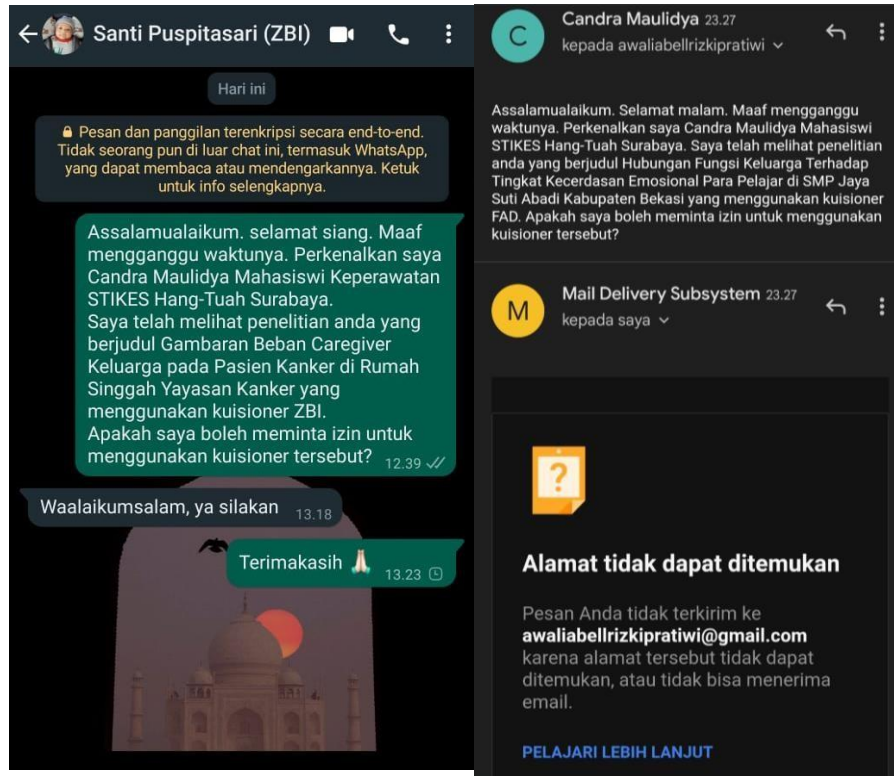 Santi Puspitasari (ZBI)
Hari ini
Pesan dan panggilan terenkripsi secara end-to-end.
Tidak seorang pun di luar chat ini, termasuk WhatsApp,
yang dapat membaca atau mendengarkannya. Ketuk
untuk info selengkapnya.
Assalamualaikum. selamat siang. Maaf
mengganggu waktunya. Perkenalkan saya
Candra Maulidya Mahasiswi Keperawatan
STIKES Hang-Tuah Surabaya.
Saya telah melihat penelitian anda yang
berjudul Gambaran Beban Caregiver
Keluarga pada Pasien Kanker di Rumah
Singgah Yayasan Kanker yang
menggunakan kuisioner ZBI.
Apakah saya boleh meminta izin untuk
menggunakan kuisioner tersebut? 12.39
Waalaikumsalam, ya silakan 13.18
Terimakasih 🙏🏻 13.23
C
Candra Maulidya 23.27
kepada awaliabellrizkipratiwi
Assalamualaikum. Selamat malam. Maaf mengganggu
waktunya. Perkenalkan saya Candra Maulidya Mahasiswa
STIKES Hang-Tuah Surabaya. Saya telah melihat penelitian
anda yang berjudul Hubungan Fungsi Keluarga Terhadap
Tingkat Kecerdasan Emosional Para Pelajar di SMP Jaya
Suti Abadi Kabupaten Bekasi yang menggunakan kuisioner
FAD. Apakah saya boleh meminta izin untuk menggunakan
kuisioner tersebut?
M
Mail Delivery Subsystem 23.27
kepada saya
?
Alamat tidak dapat ditemukan
Pesan Anda tidak terkirim ke
awaliabellrizkipratiwi@gmail.com
karena alamat tersebut tidak dapat
ditemukan, atau tidak bisa menerima
email.
PELAJARI LEBIH LANJUT